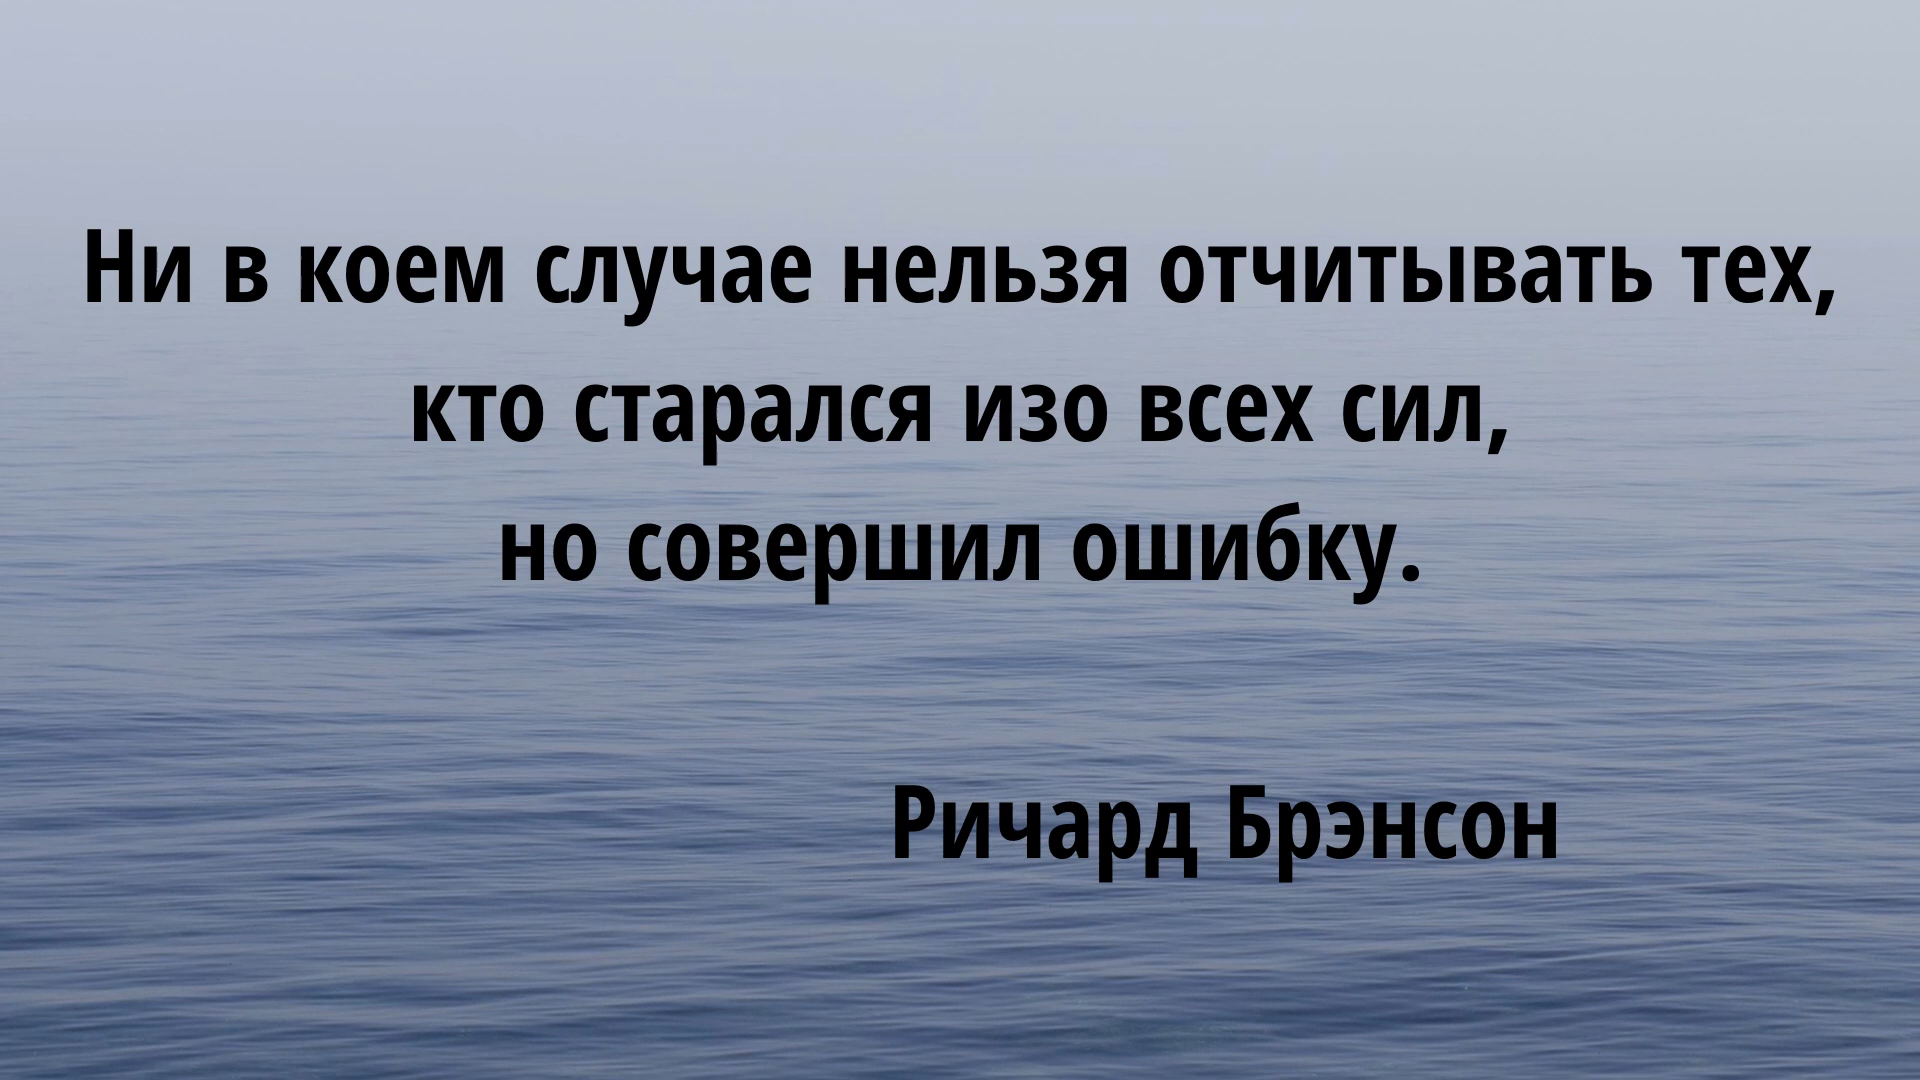 Ни в коем случае нельзя отчитывать тех,
кто старался изо всех сил,
но совершил ошибку.
Ричард Брэнсон